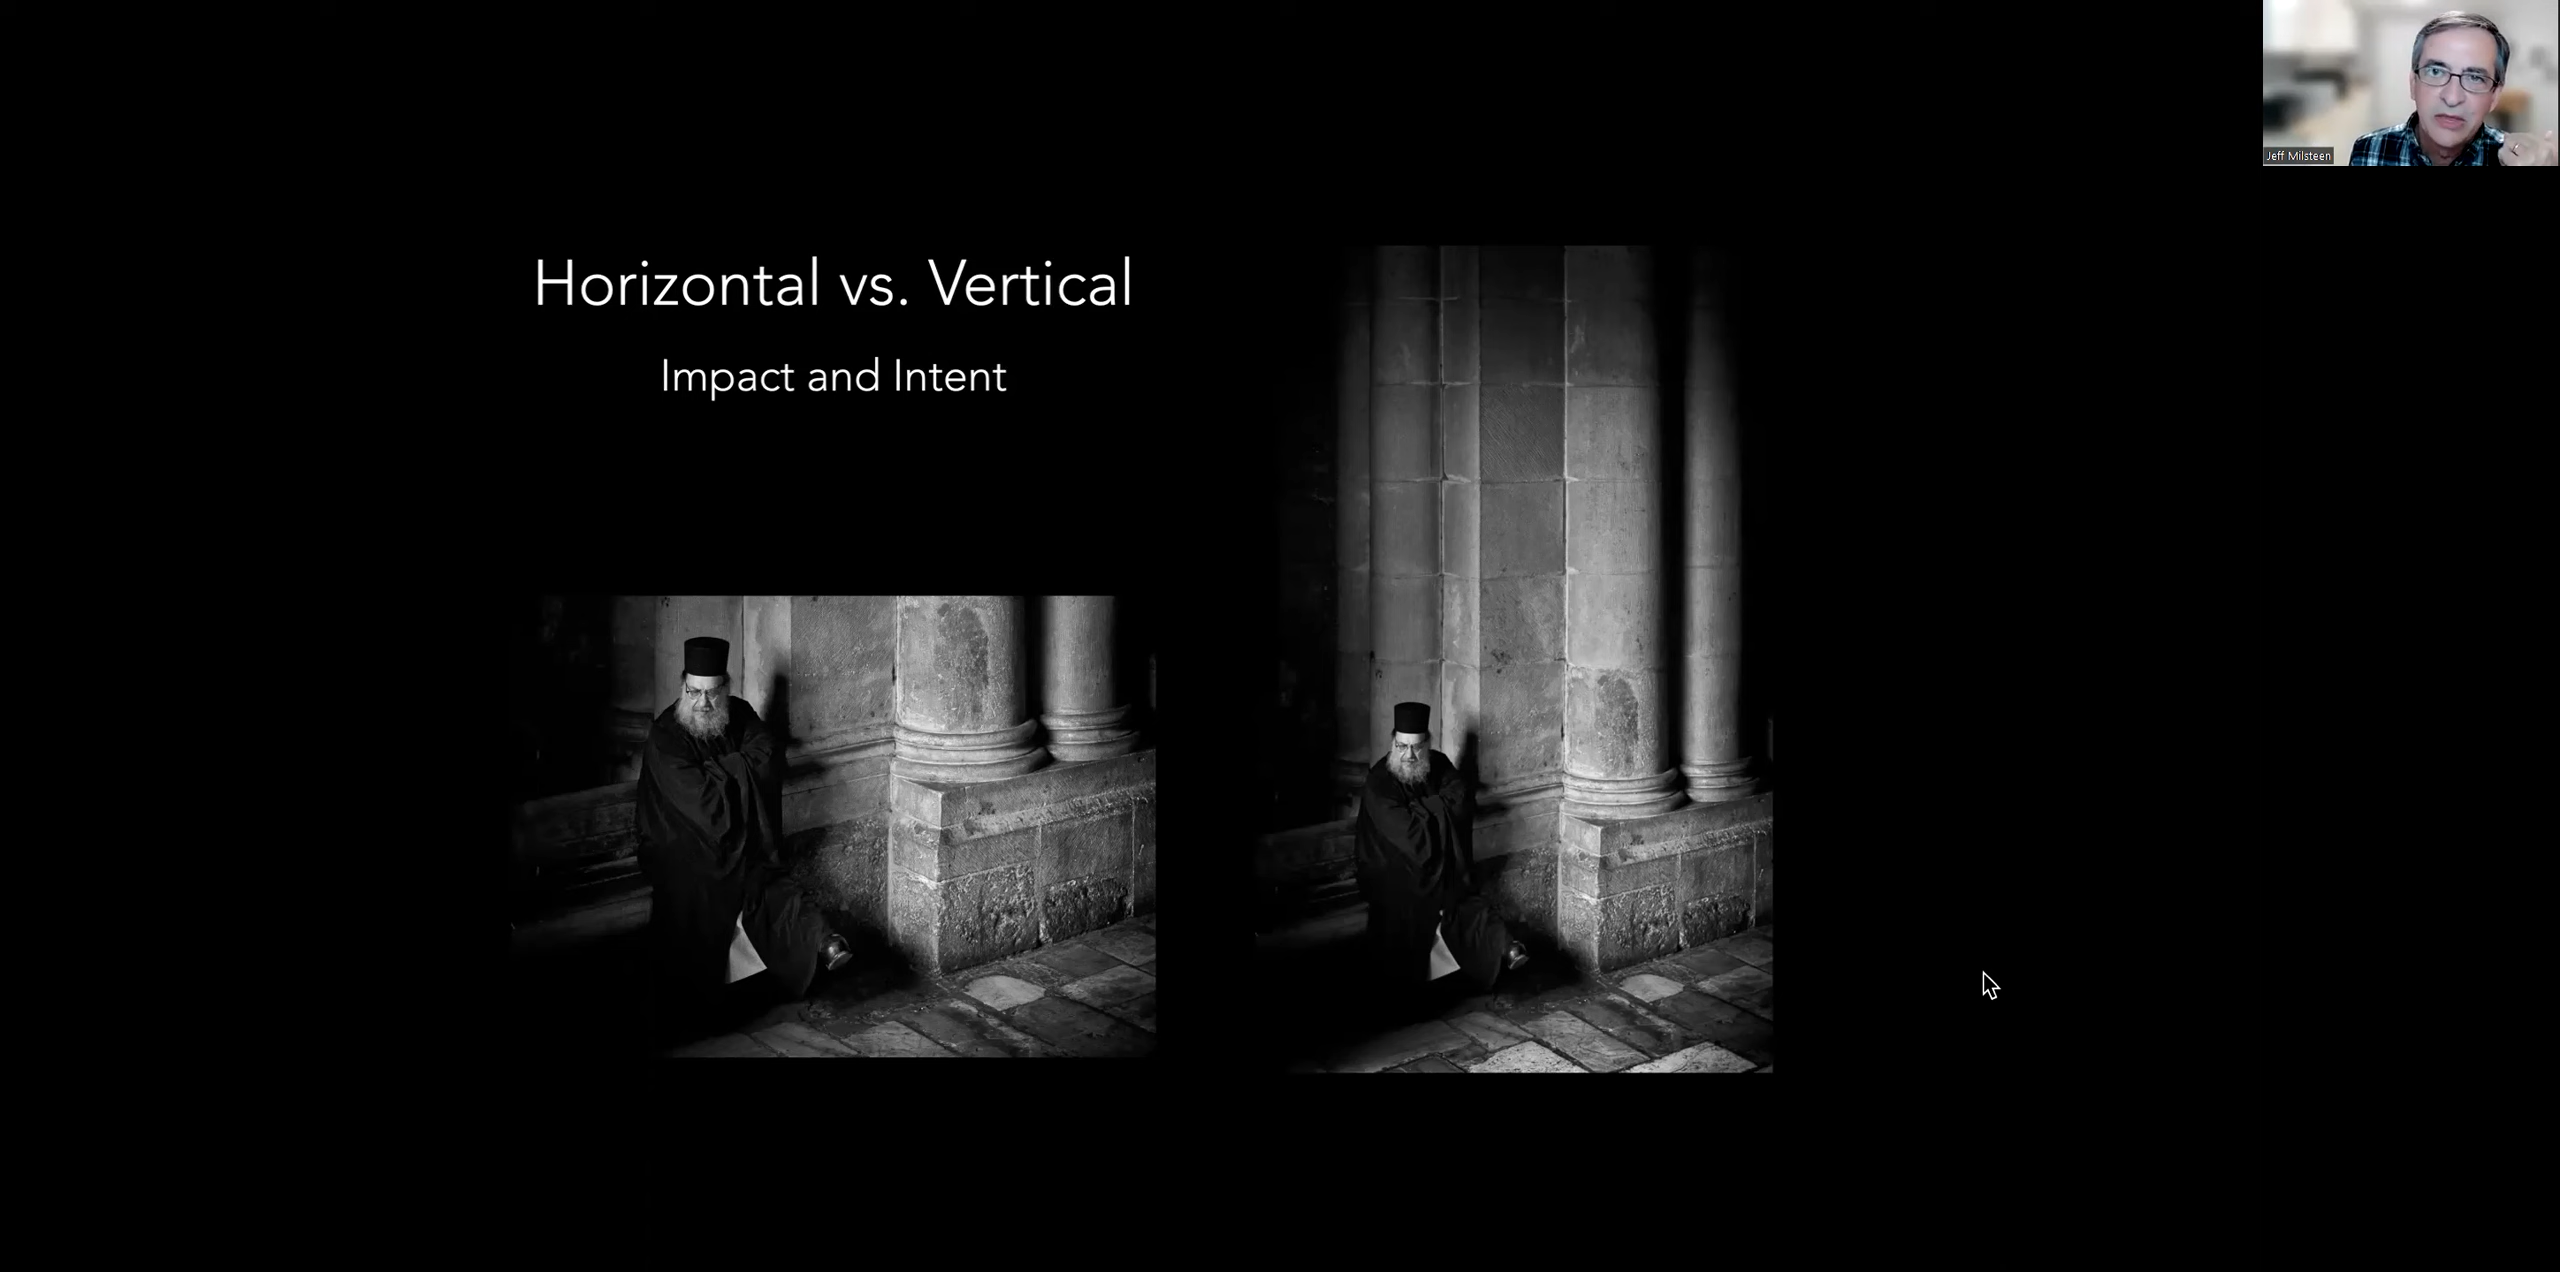 Jeff Milsteen
Horizontal vs. Vertical
Impact and Intent